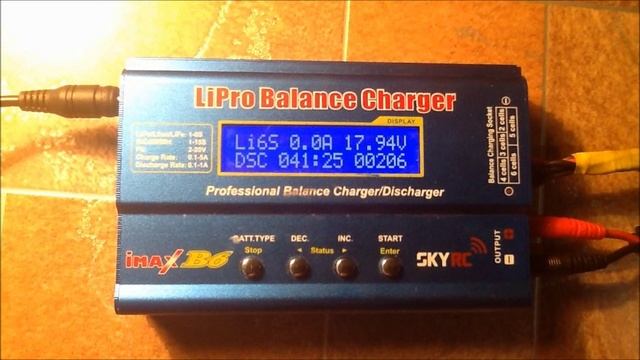 LiPro Balance Charger
DISPLAY
LiPo/LiIon/LiFe: 1-6S
NiCd/NiMH: 1-15S
Pb: 2-20V
Charge Rate: 0.1-5A
Discharge Rate: 0.1-1A
Li6S 0.0A 17.94V
DSC 041:25 00206
Professional Balance Charger/Discharger
Balance Charging Socket
2 cells
3 cells
4 cells
5 cells
6 cells
BATT.TYPE DEC. INC. START
Stop ◄ Status ► Enter
iMAX B6
SKYRC
OUTPUT